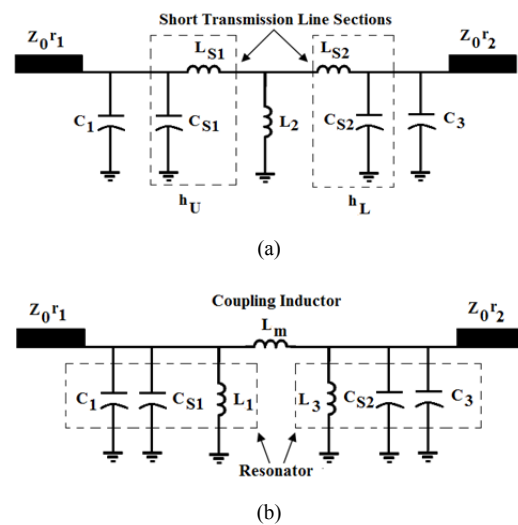 Short Transmission Line Sections
Z0r1 LS1 LS2 Z0r2
C1 CS1 L2 CS2 C3
hU hL
(a)
Coupling Inductor
Z0r1 Lm Z0r2
C1 CS1 L1 L3 CS2 C3
Resonator
(b)